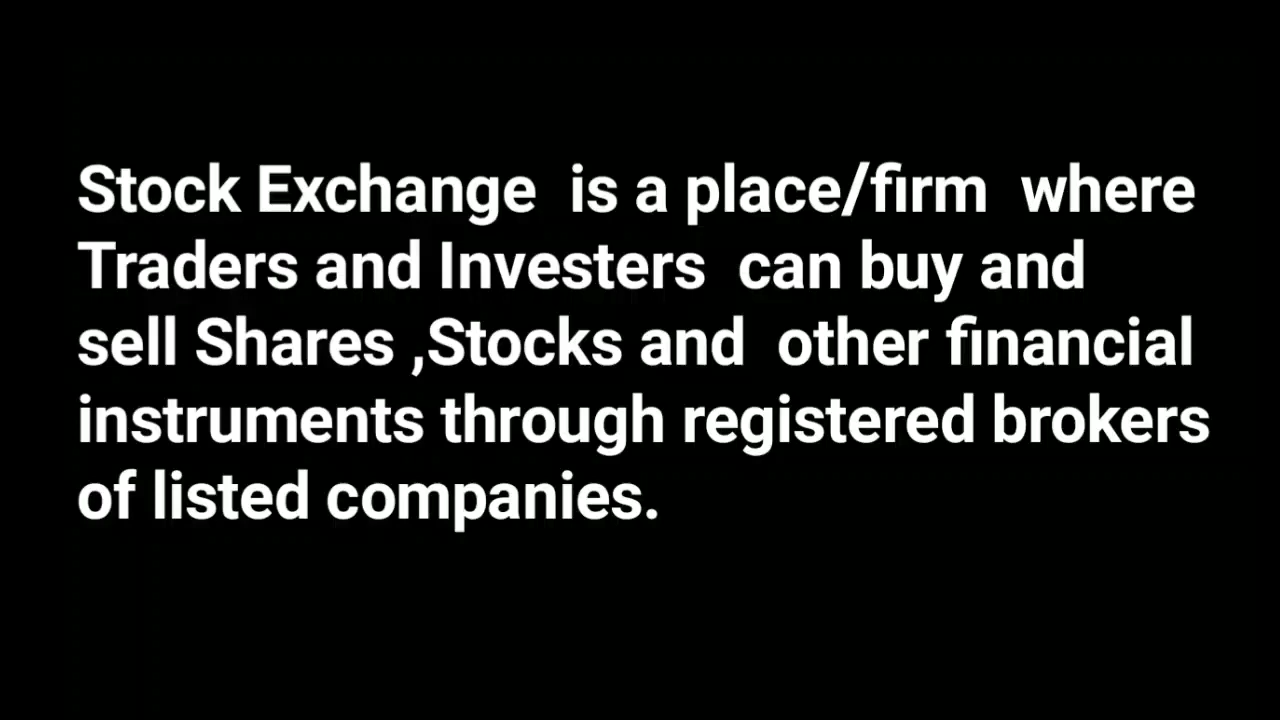 Stock Exchange is a place/firm where
Traders and Investers can buy and
sell Shares ,Stocks and other financial
instruments through registered brokers
of listed companies.